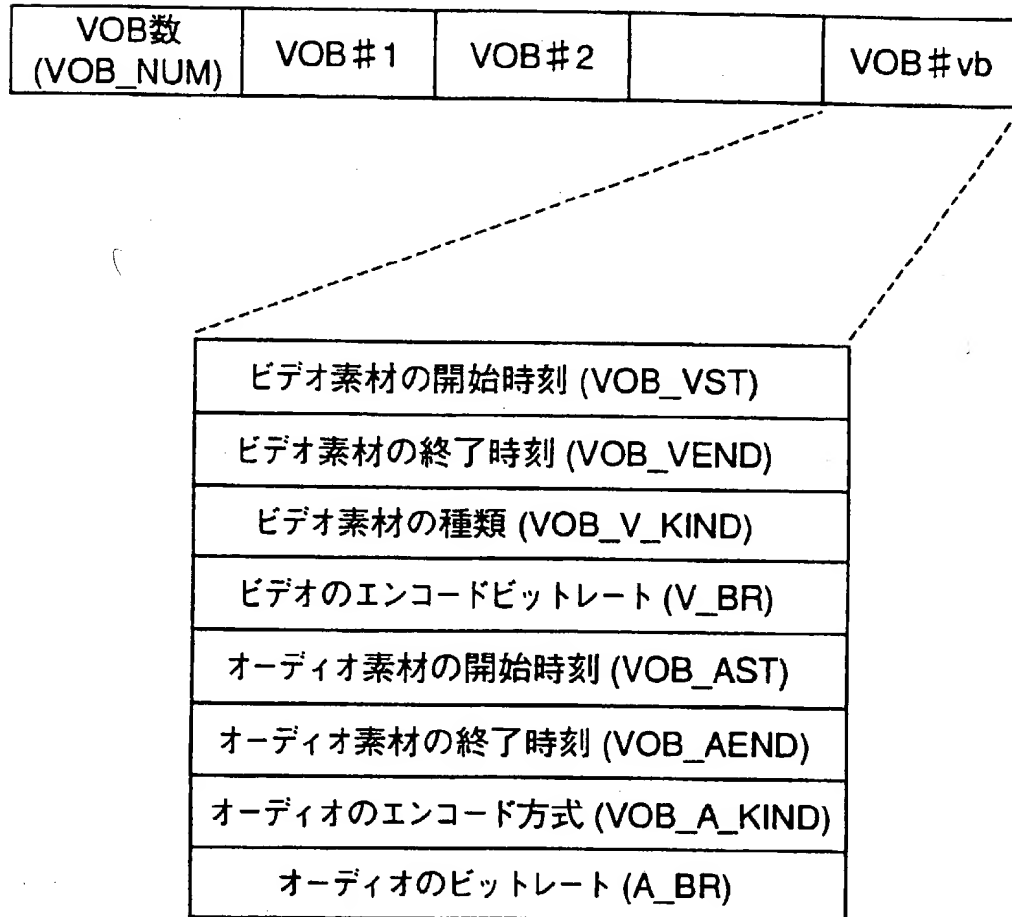 VOB数
(VOB_NUM)
VOB#1
VOB#2
VOB#vb
ビデオ素材の開始時刻 (VOB_VST)
ビデオ素材の終了時刻 (VOB_VEND)
ビデオ素材の種類 (VOB_V_KIND)
ビデオのエンコードビットレート (V_BR)
オーディオ素材の開始時刻 (VOB_AST)
オーディオ素材の終了時刻 (VOB_AEND)
オーディオのエンコード方式 (VOB_A_KIND)
オーディオのビットレート (A_BR)